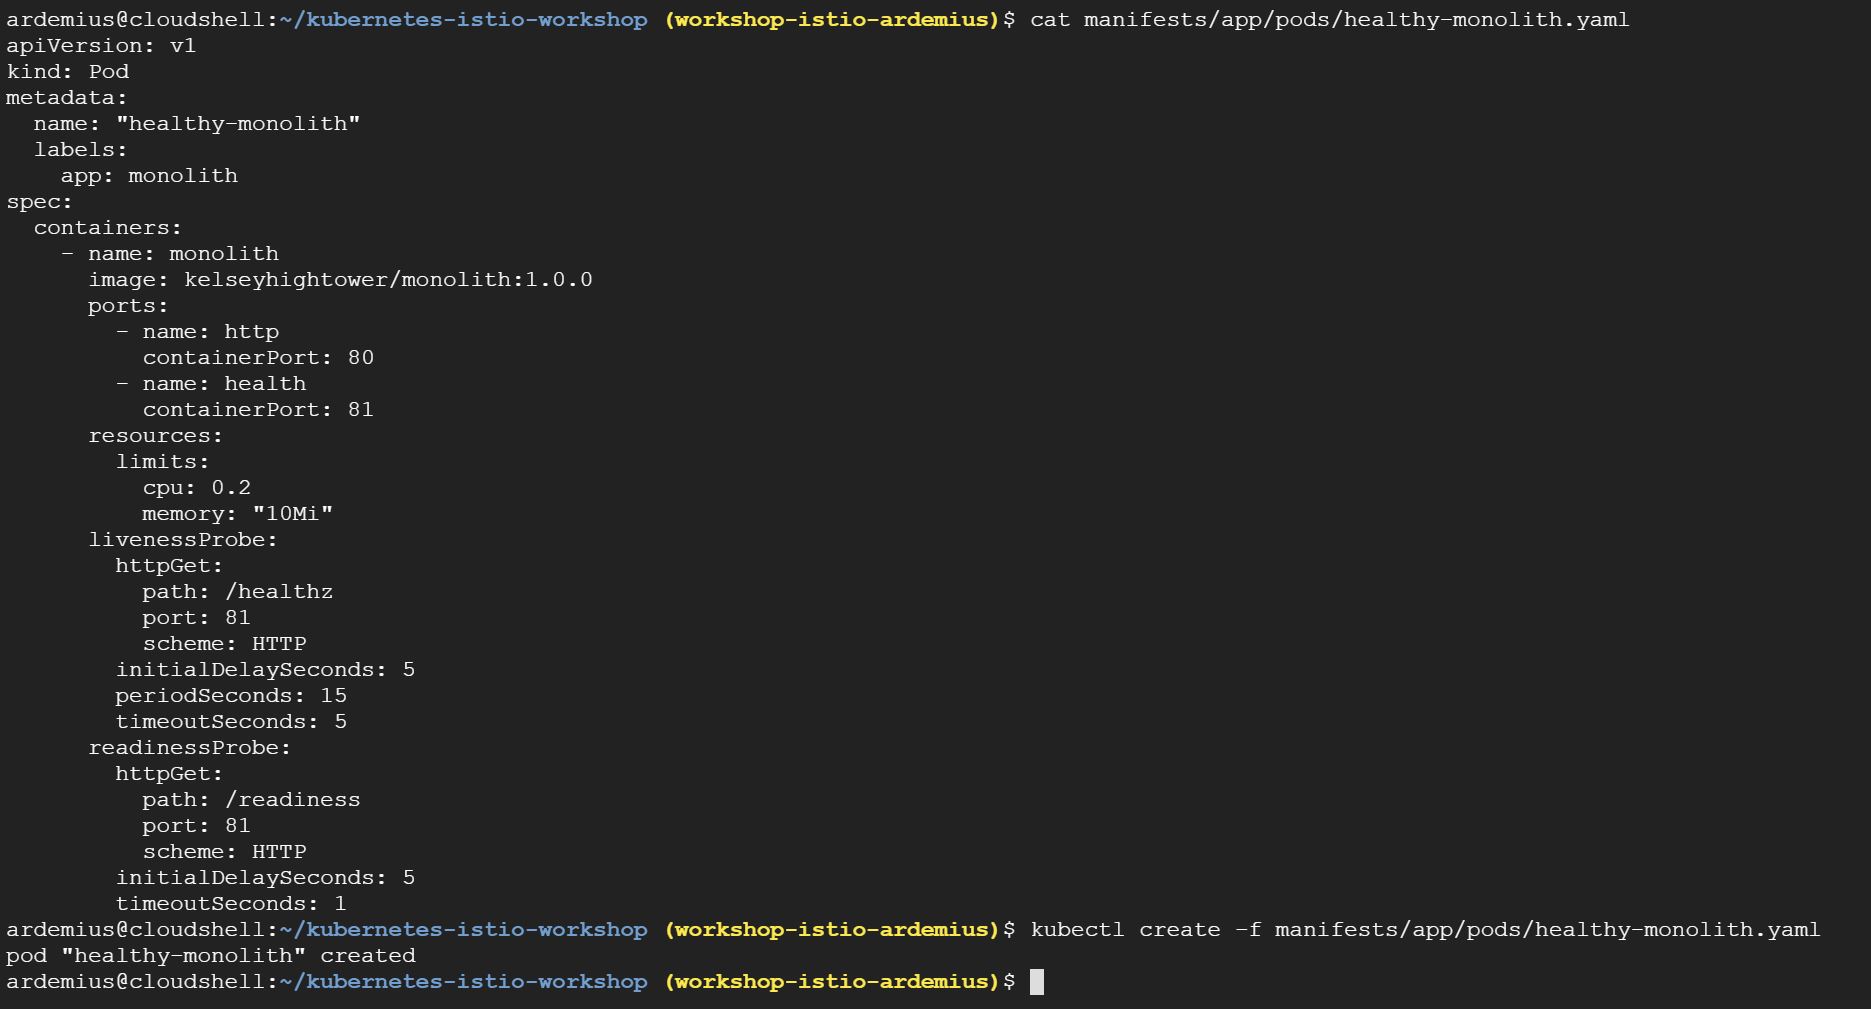 ardemius@cloudshell:~/kubernetes-istio-workshop (workshop-istio-ardemius)$ cat manifests/app/pods/healthy-monolith.yaml
apiVersion: v1
kind: Pod
metadata:
  name: "healthy-monolith"
  labels:
    app: monolith
spec:
  containers:
    - name: monolith
      image: kelseyhightower/monolith:1.0.0
      ports:
        - name: http
          containerPort: 80
        - name: health
          containerPort: 81
      resources:
        limits:
          cpu: 0.2
          memory: "10Mi"
      livenessProbe:
        httpGet:
          path: /healthz
          port: 81
          scheme: HTTP
        initialDelaySeconds: 5
        periodSeconds: 15
        timeoutSeconds: 5
      readinessProbe:
        httpGet:
          path: /readiness
          port: 81
          scheme: HTTP
        initialDelaySeconds: 5
        timeoutSeconds: 1
ardemius@cloudshell:~/kubernetes-istio-workshop (workshop-istio-ardemius)$ kubectl create -f manifests/app/pods/healthy-monolith.yaml
pod "healthy-monolith" created
ardemius@cloudshell:~/kubernetes-istio-workshop (workshop-istio-ardemius)$